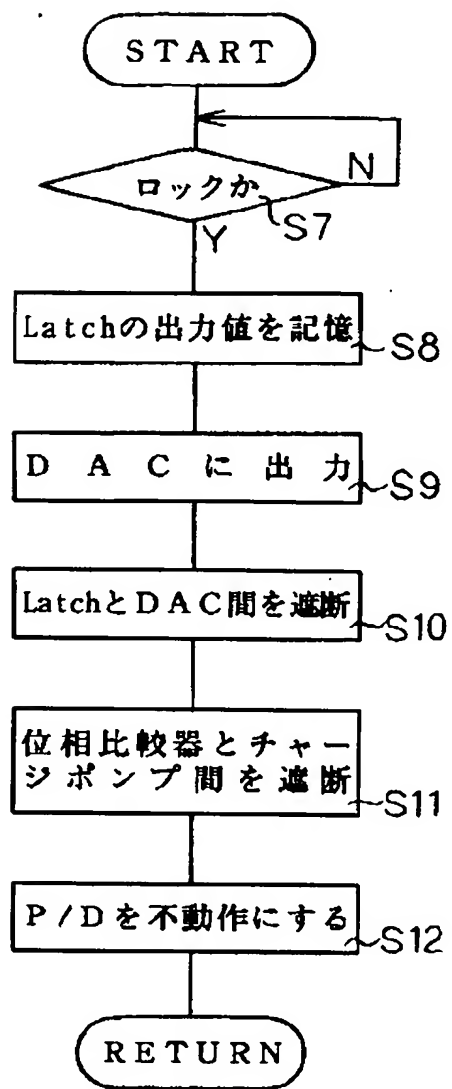 START
ロックか
N
S7
Y
Latchの出力値を記憶
S8
DACに出力
S9
LatchとDAC間を遮断
S10
位相比較器とチャー
ジポンプ間を遮断
S11
P/Dを不動作にする
S12
RETURN